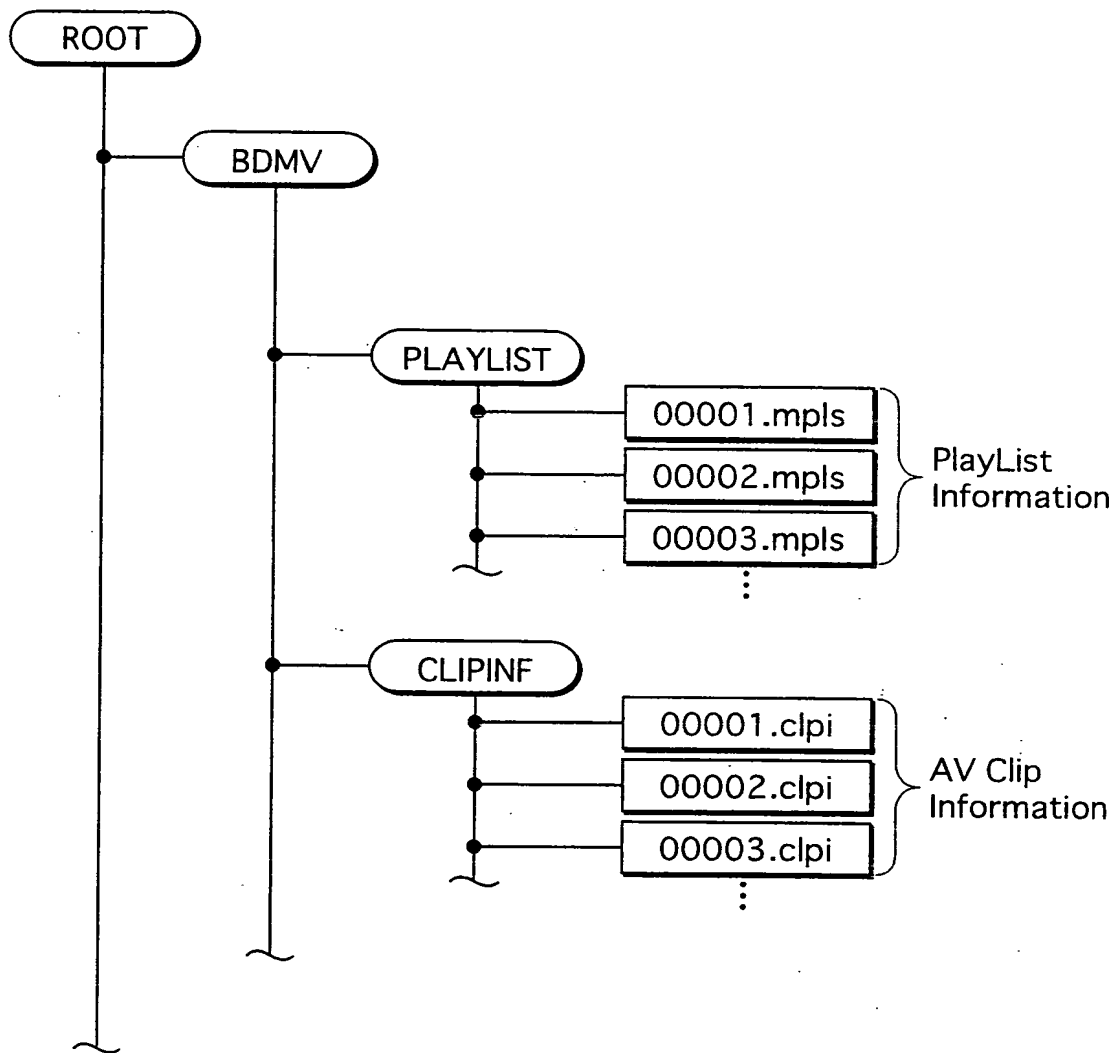 ROOT
BDMV
PLAYLIST
00001.mpls
00002.mpls
00003.mpls
PlayList
Information
CLIPINF
00001.clpi
00002.clpi
00003.clpi
AV Clip
Information